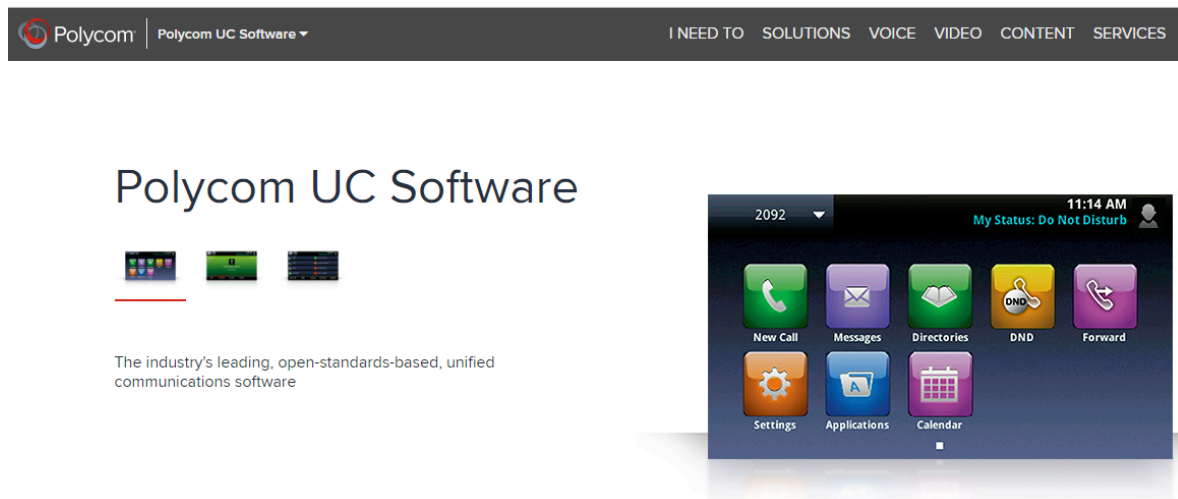 Polycom
Polycom UC Software
I NEED TO SOLUTIONS VOICE VIDEO CONTENT SERVICES
Polycom UC Software
The industry's leading, open-standards-based, unified
communications software
2092
11:14 AM
My Status: Do Not Disturb
DND
New Call Messages Directories DND Forward
A
Settings Applications Calendar